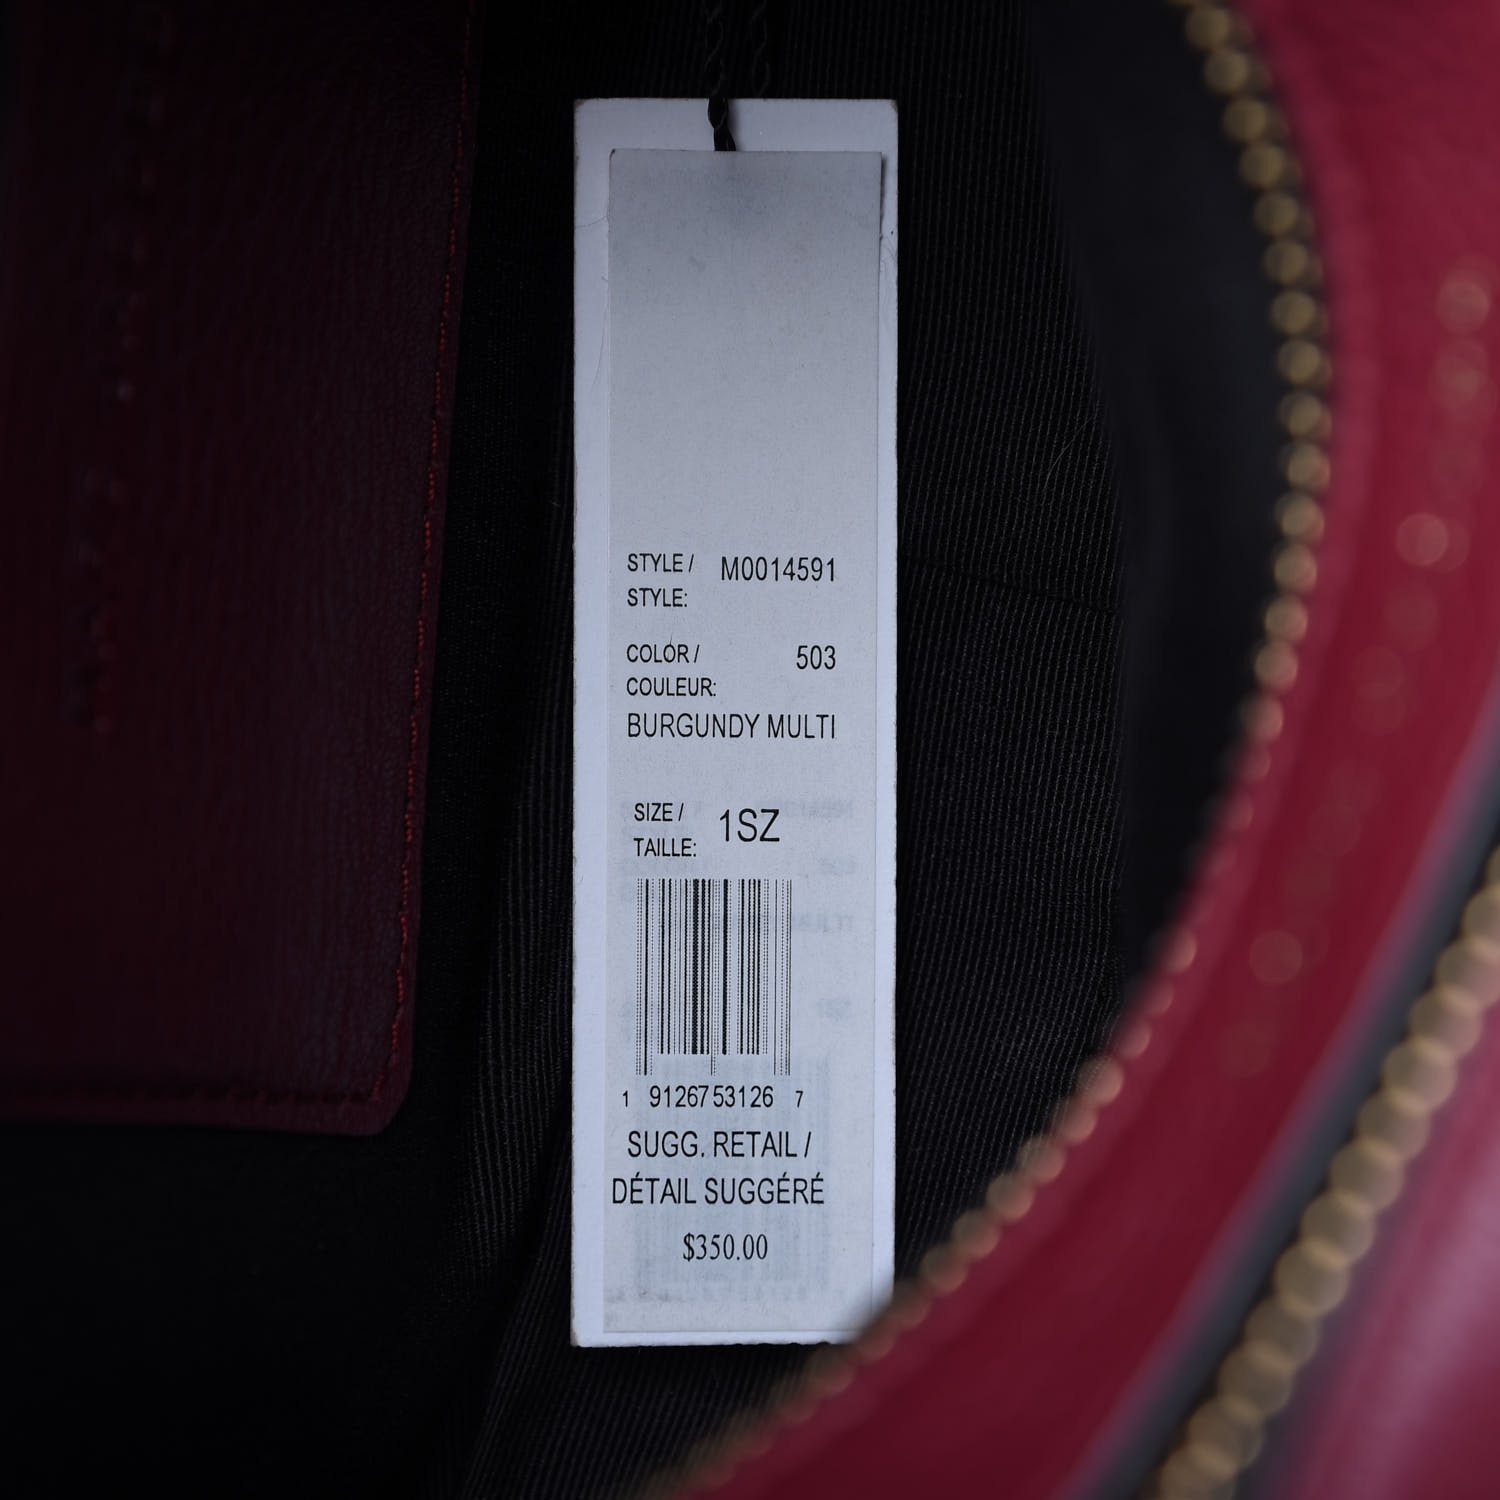 STYLE / M0014591
STYLE:
COLOR / 503
COULEUR:
BURGUNDY MULTI
SIZE / 1SZ
TAILLE:
1 91267 53126 7
SUGG. RETAIL /
DÉTAIL SUGGÉRÉ
$350.00